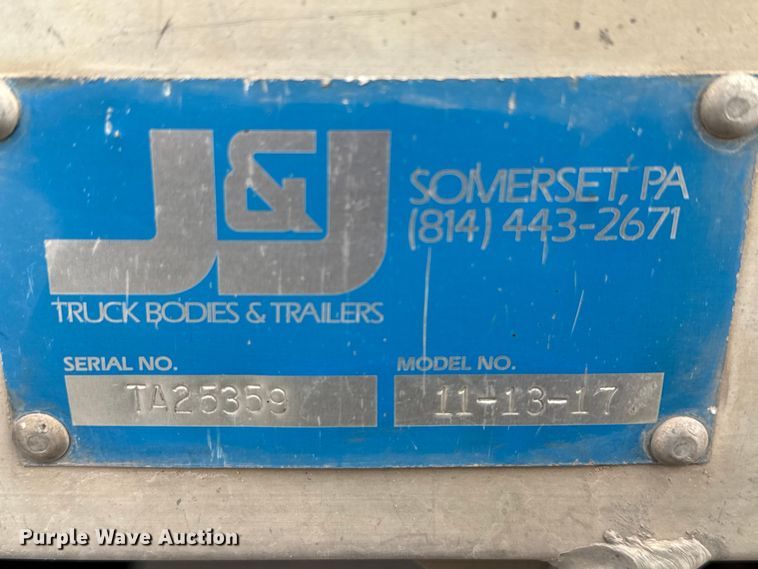 J&J
SOMERSET, PA
(814) 443-2671
TRUCK BODIES & TRAILERS
SERIAL NO.
MODEL NO.
TA25359
11-13-17
Purple Wave Auction